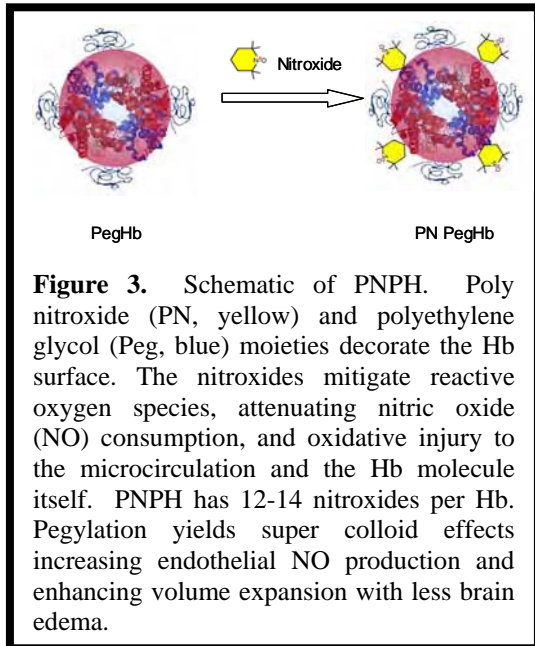 Nitroxide
PegHb
PN PegHb
Figure 3. Schematic of PNPH. Poly
nitroxide (PN, yellow) and polyethylene
glycol (Peg, blue) moieties decorate the Hb
surface. The nitroxides mitigate reactive
oxygen species, attenuating nitric oxide
(NO) consumption, and oxidative injury to
the microcirculation and the Hb molecule
itself. PNPH has 12-14 nitroxides per Hb.
Pegylation yields super colloid effects
increasing endothelial NO production and
enhancing volume expansion with less brain
edema.